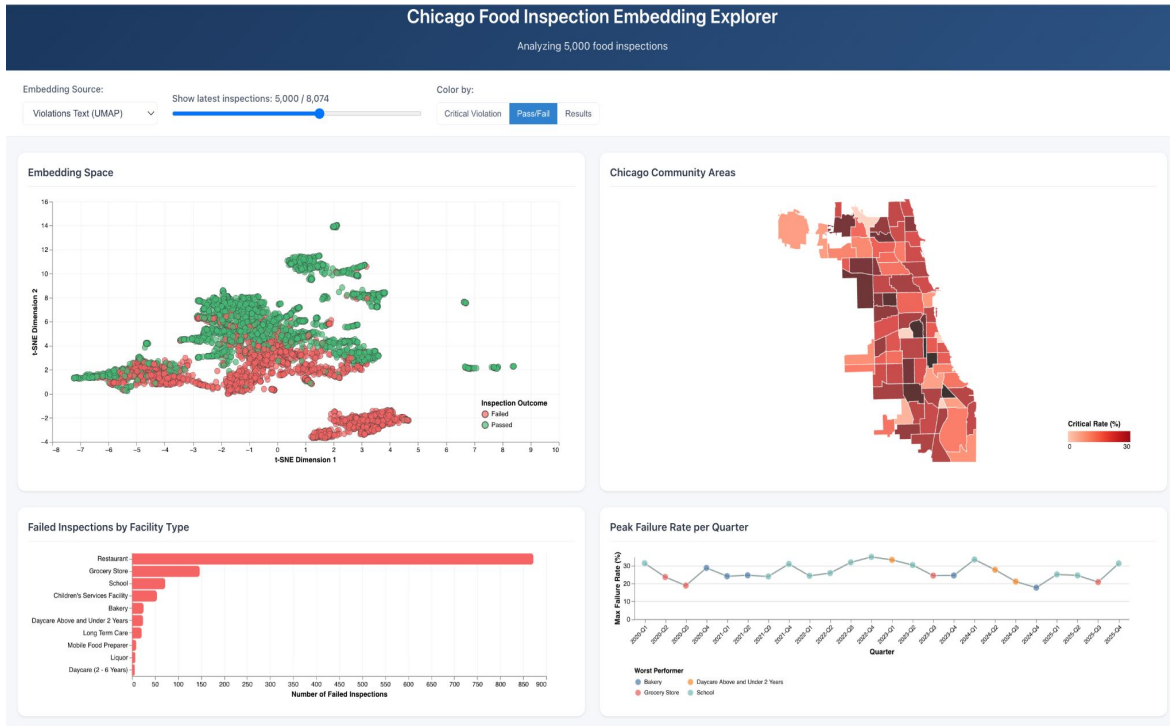 Chicago Food Inspection Embedding Explorer
Analyzing 5,000 food inspections
Embedding Source:
Violations Text (UMAP)
Show latest inspections: 5,000 / 8,074
Color by:
Critical Violation Pass/Fail Results
Embedding Space
t-SNE Dimension 2
16
14
12
10
8
6
4
2
0
−2
−4
−8 −7 −6 −5 −4 −3 −2 −1 0 1 2 3 4 5 6 7 8 9 10
t-SNE Dimension 1
Inspection Outcome
Failed
Passed
Chicago Community Areas
Critical Rate (%)
0 30
Failed Inspections by Facility Type
Restaurant
Grocery Store
School
Children's Services Facility
Bakery
Daycare Above and Under 2 Years
Long Term Care
Mobile Food Preparer
Liquor
Daycare (2 - 6 Years)
0 50 100 150 200 250 300 350 400 450 500 550 600 650 700 750 800 850 900
Number of Failed Inspections
Peak Failure Rate per Quarter
Max Failure Rate (%)
30
20
10
0
2020-Q1 2020-Q2 2020-Q3 2020-Q4 2021-Q1 2021-Q2 2021-Q3 2021-Q4 2022-Q1 2022-Q2 2022-Q3 2022-Q4 2023-Q1 2023-Q2 2023-Q3 2023-Q4 2024-Q1 2024-Q2 2024-Q3 2024-Q4 2025-Q1 2025-Q2 2025-Q3 2025-Q4
Quarter
Worst Performer
Bakery Daycare Above and Under 2 Years
Grocery Store School